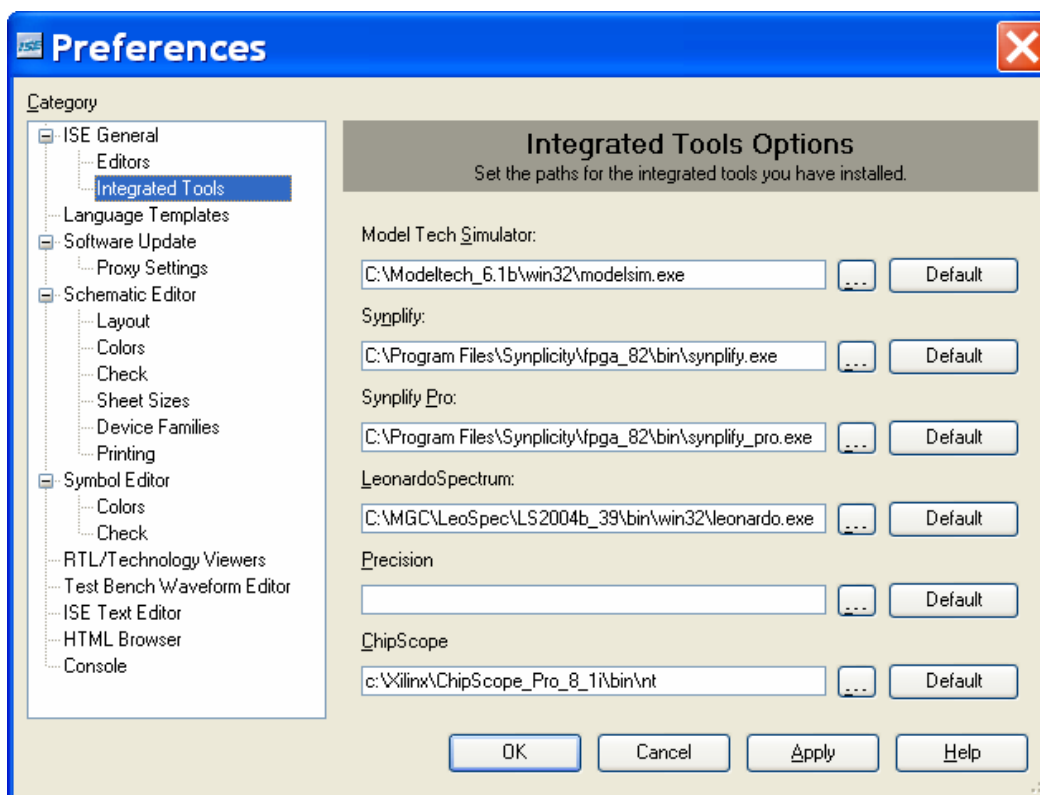 ISE Preferences
Category
ISE General
Editors
Integrated Tools
Language Templates
Software Update
Proxy Settings
Schematic Editor
Layout
Colors
Check
Sheet Sizes
Device Families
Printing
Symbol Editor
Colors
Check
RTL/Technology Viewers
Test Bench Waveform Editor
ISE Text Editor
HTML Browser
Console
Integrated Tools Options
Set the paths for the integrated tools you have installed.
Model Tech Simulator:
C:\Modeltech_6.1b\win32\modelsim.exe ... Default
Synplify:
C:\Program Files\Synplicity\fpga_82\bin\synplify.exe ... Default
Synplify Pro:
C:\Program Files\Synplicity\fpga_82\bin\synplify_pro.exe ... Default
LeonardoSpectrum:
C:\MGC\LeoSpec\LS2004b_39\bin\win32\leonardo.exe ... Default
Precision
... Default
ChipScope
c:\Xilinx\ChipScope_Pro_8_1i\bin\nt ... Default
OK Cancel Apply Help